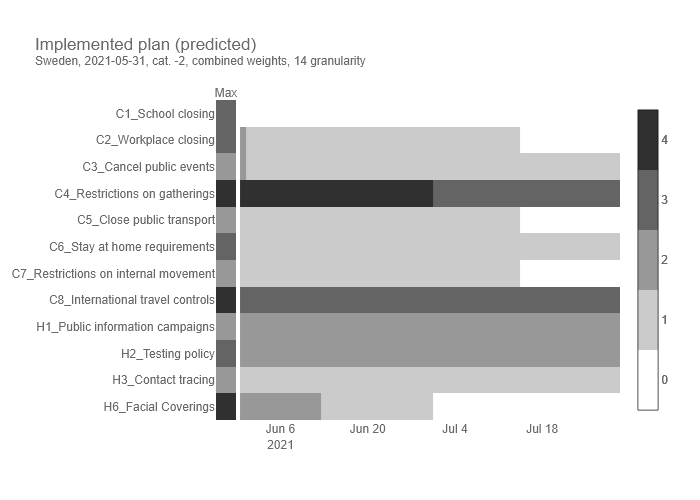 Implemented plan (predicted)
Sweden, 2021-05-31, cat. -2, combined weights, 14 granularity
Max
C1_School closing
C2_Workplace closing
C3_Cancel public events
C4_Restrictions on gatherings
C5_Close public transport
C6_Stay at home requirements
C7_Restrictions on internal movement
C8_International travel controls
H1_Public information campaigns
H2_Testing policy
H3_Contact tracing
H6_Facial Coverings
4
3
2
1
0
Jun 6 Jun 20 Jul 4 Jul 18
2021